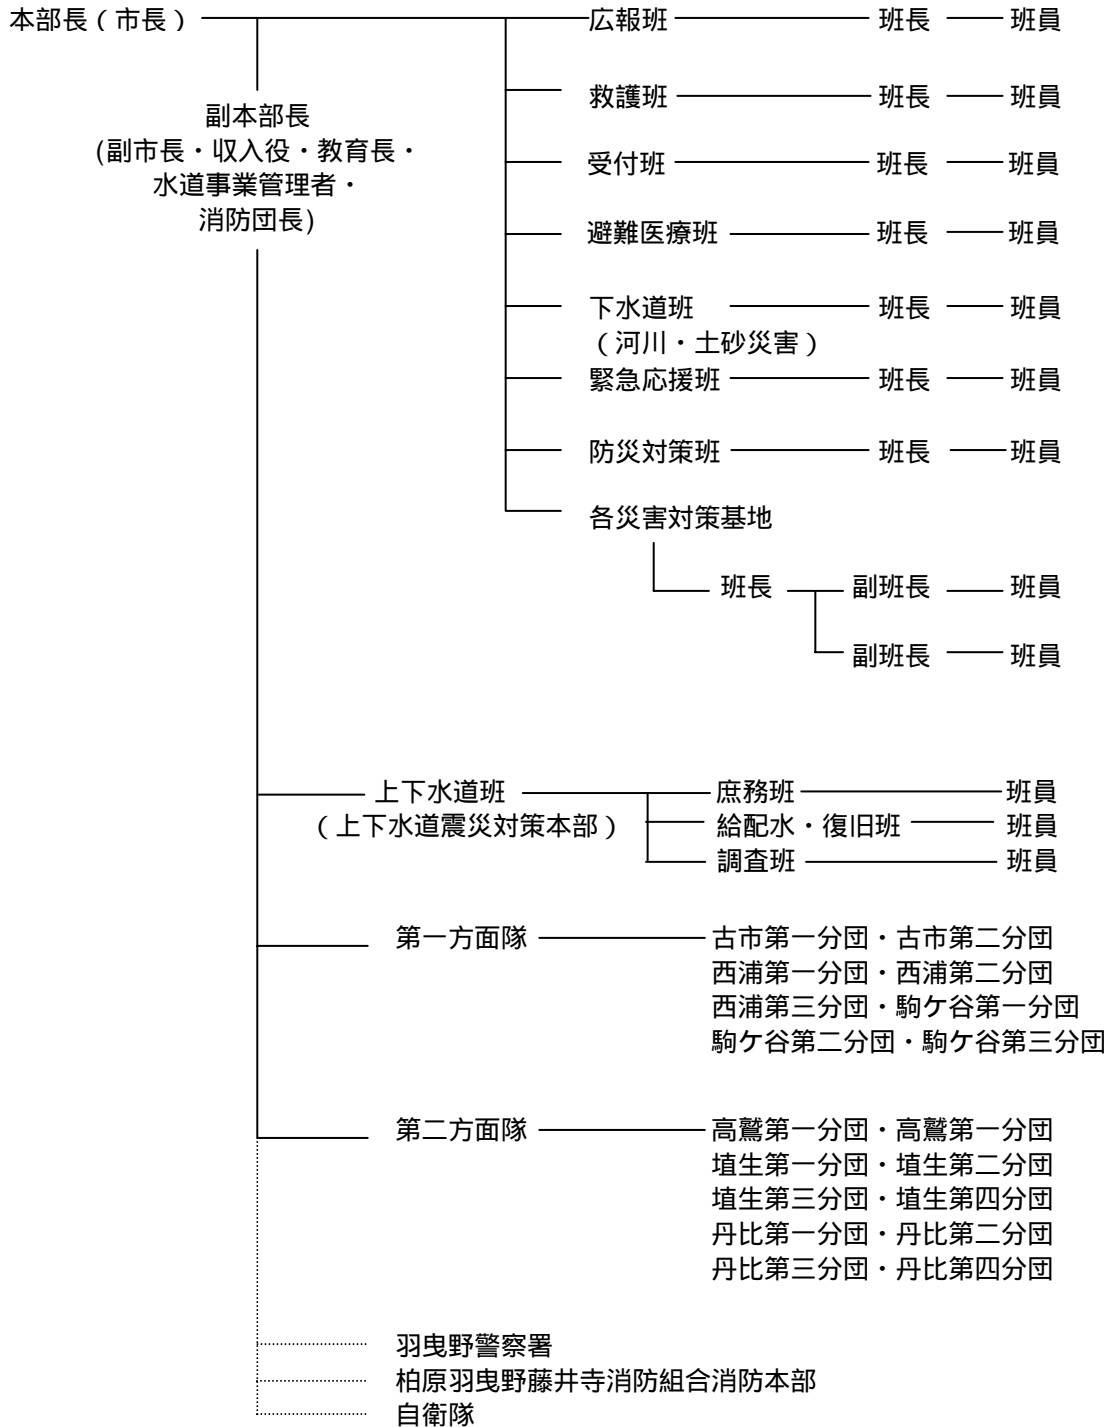 本部長（市長） 広報班 班長 班員
救護班 班長 班員
副本部長
(副市長・収入役・教育長・
水道事業管理者・
消防団長)
受付班 班長 班員
避難医療班 班長 班員
下水道班 班長 班員
（河川・土砂災害）
緊急応援班 班長 班員
防災対策班 班長 班員
各災害対策基地
班長 副班長 班員
副班長 班員
上下水道班 庶務班 班員
（上下水道震災対策本部） 給配水・復旧班 班員
調査班 班員
第一方面隊 古市第一分団・古市第二分団
西浦第一分団・西浦第二分団
西浦第三分団・駒ケ谷第一分団
駒ケ谷第二分団・駒ケ谷第三分団
第二方面隊 高鷲第一分団・高鷲第一分団
埴生第一分団・埴生第二分団
埴生第三分団・埴生第四分団
丹比第一分団・丹比第二分団
丹比第三分団・丹比第四分団
羽曳野警察署
柏原羽曳野藤井寺消防組合消防本部
自衛隊